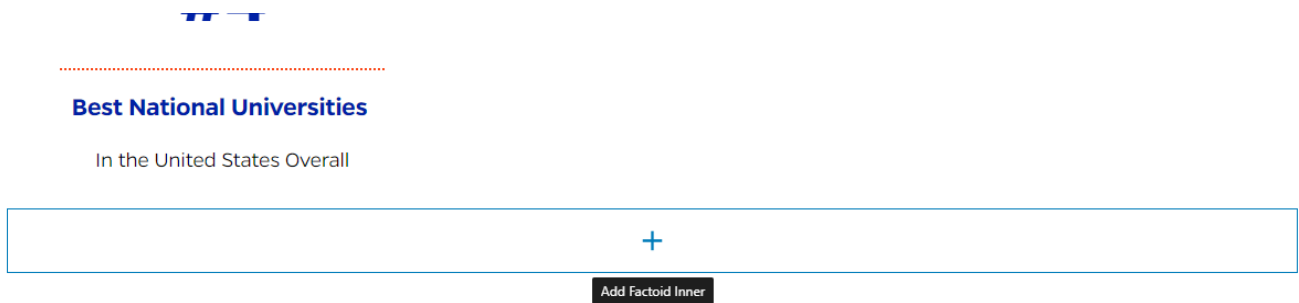 Best National Universities
In the United States Overall
+
Add Factoid Inner